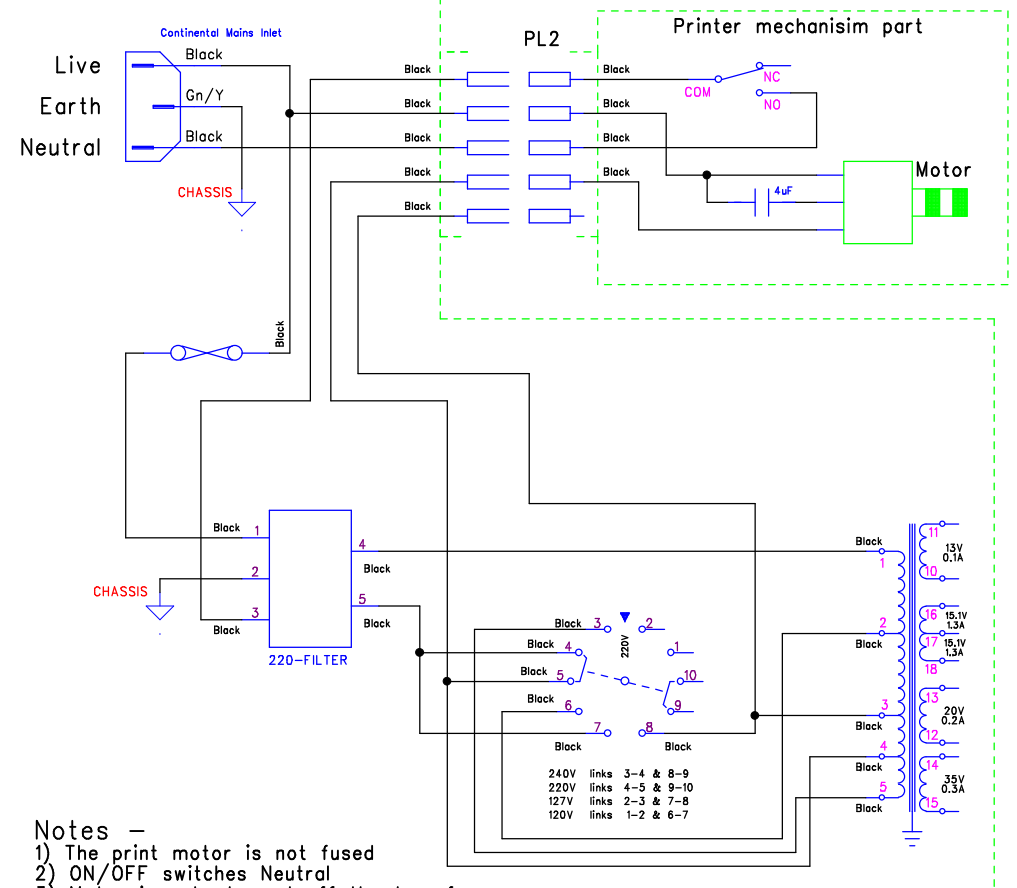 Printer mechanisim part
Continental Mains Inlet
PL2
Live
Black
Earth
Gn/Y
Neutral
Black
CHASSIS
Black
Black
Black
Black
Black
Black
Black
Black
Black
COM
NC
NO
4uF
Motor
Black
Black 1
2
CHASSIS
3
Black
4
Black
5
Black
220-FILTER
Black 3
2
220V
Black 4
1
Black 5
10
Black 6
9
7
8
Black
Black
240V links 3-4 & 8-9
220V links 4-5 & 9-10
127V links 2-3 & 7-8
120V links 1-2 & 6-7
Black
1
2
Black
3
Black
4
Black
5
Black
11
13V
0.1A
10
16
15.1V
1.3A
17
15.1V
1.3A
18
13
20V
0.2A
12
14
35V
0.3A
15
Notes -
1) The print motor is not fused
2) ON/OFF switches Neutral